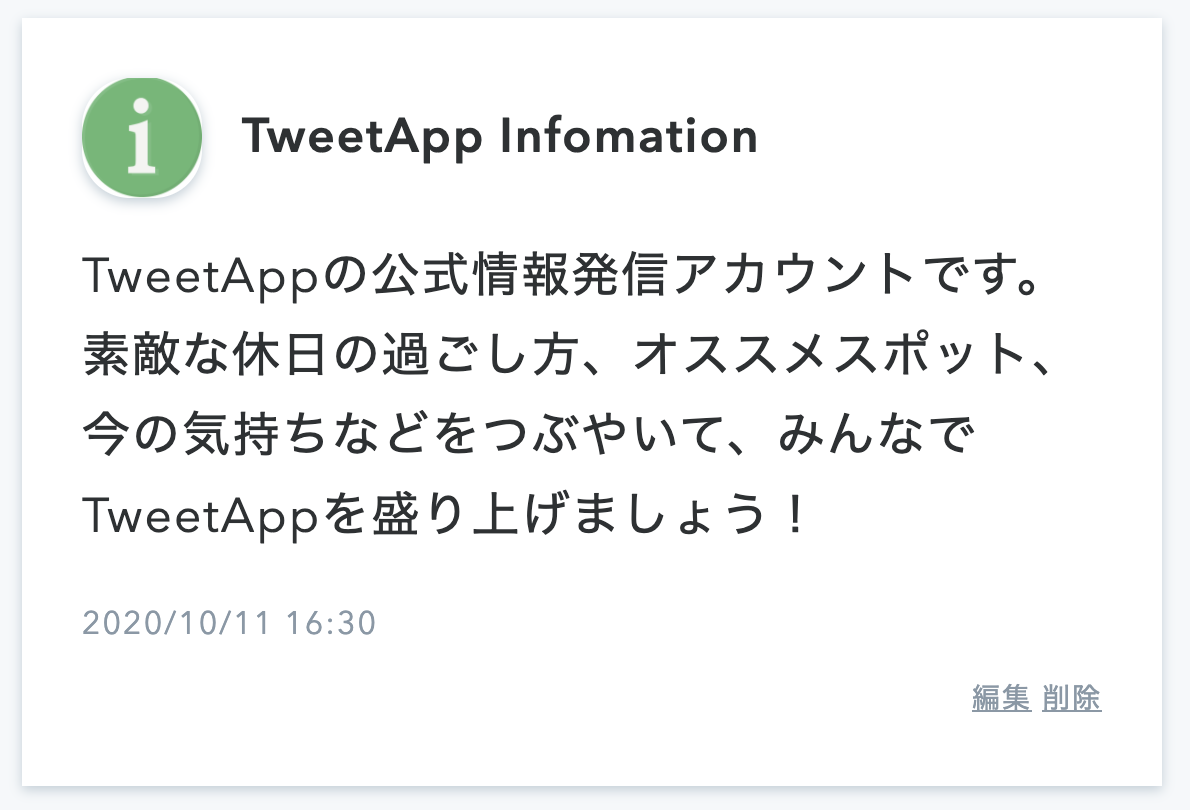 i
TweetApp Infomation
TweetAppの公式情報発信アカウントです。
素敵な休日の過ごし方、オススメスポット、
今の気持ちなどをつぶやいて、みんなで
TweetAppを盛り上げましょう！
2020/10/11 16:30
編集 削除